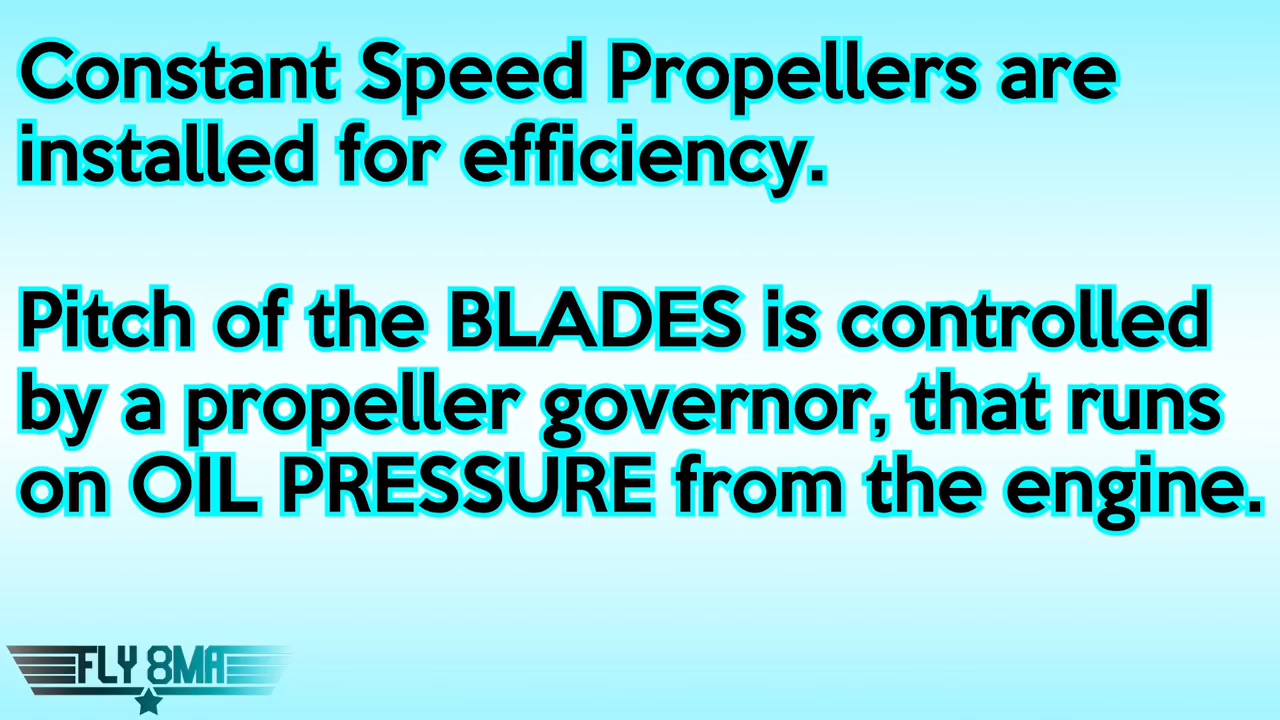 Constant Speed Propellers are
installed for efficiency.
Pitch of the BLADES is controlled
by a propeller governor, that runs
on OIL PRESSURE from the engine.
FLY 8MA